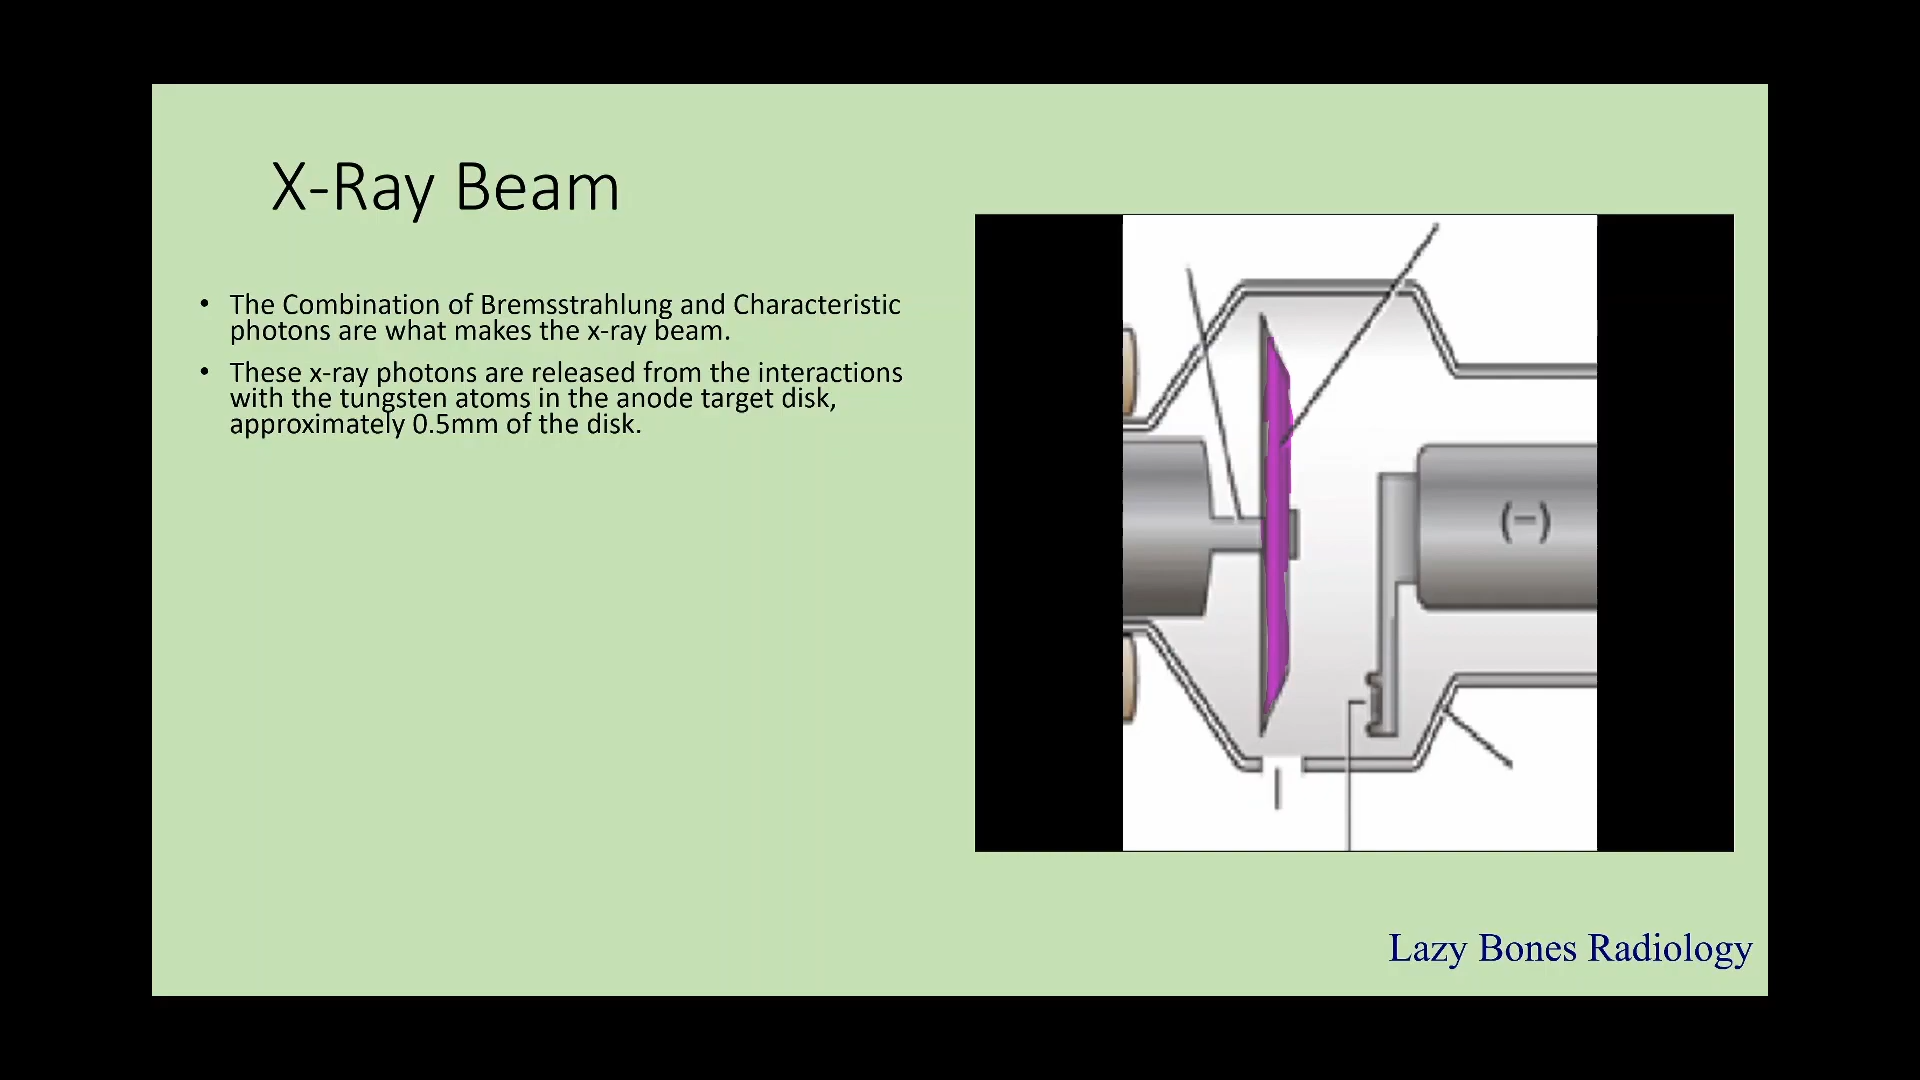 X-Ray Beam
• The Combination of Bremsstrahlung and Characteristic
photons are what makes the x-ray beam.
• These x-ray photons are released from the interactions
with the tungsten atoms in the anode target disk,
approximately 0.5mm of the disk.
(−)
Lazy Bones Radiology